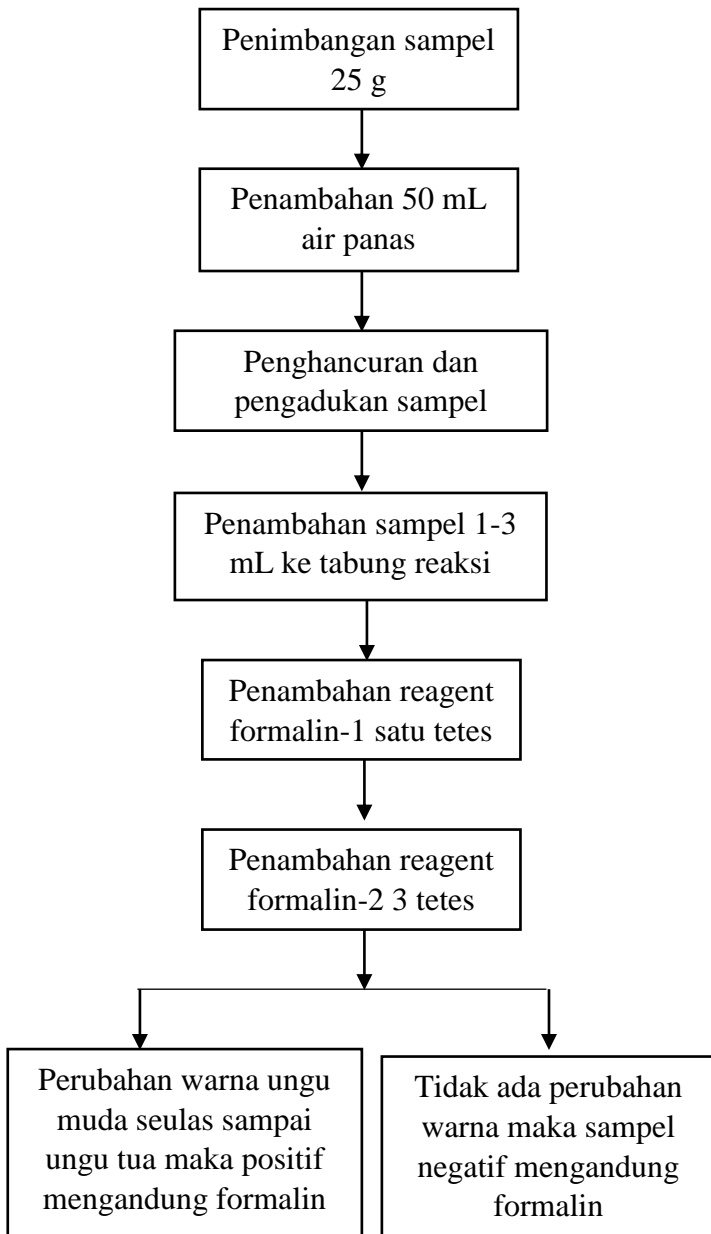 Penimbangan sampel
25 g
Penambahan 50 mL
air panas
Penghancuran dan
pengadukan sampel
Penambahan sampel 1-3
mL ke tabung reaksi
Penambahan reagent
formalin-1 satu tetes
Penambahan reagent
formalin-2 3 tetes
Perubahan warna ungu
muda seulas sampai
ungu tua maka positif
mengandung formalin
Tidak ada perubahan
warna maka sampel
negatif mengandung
formalin